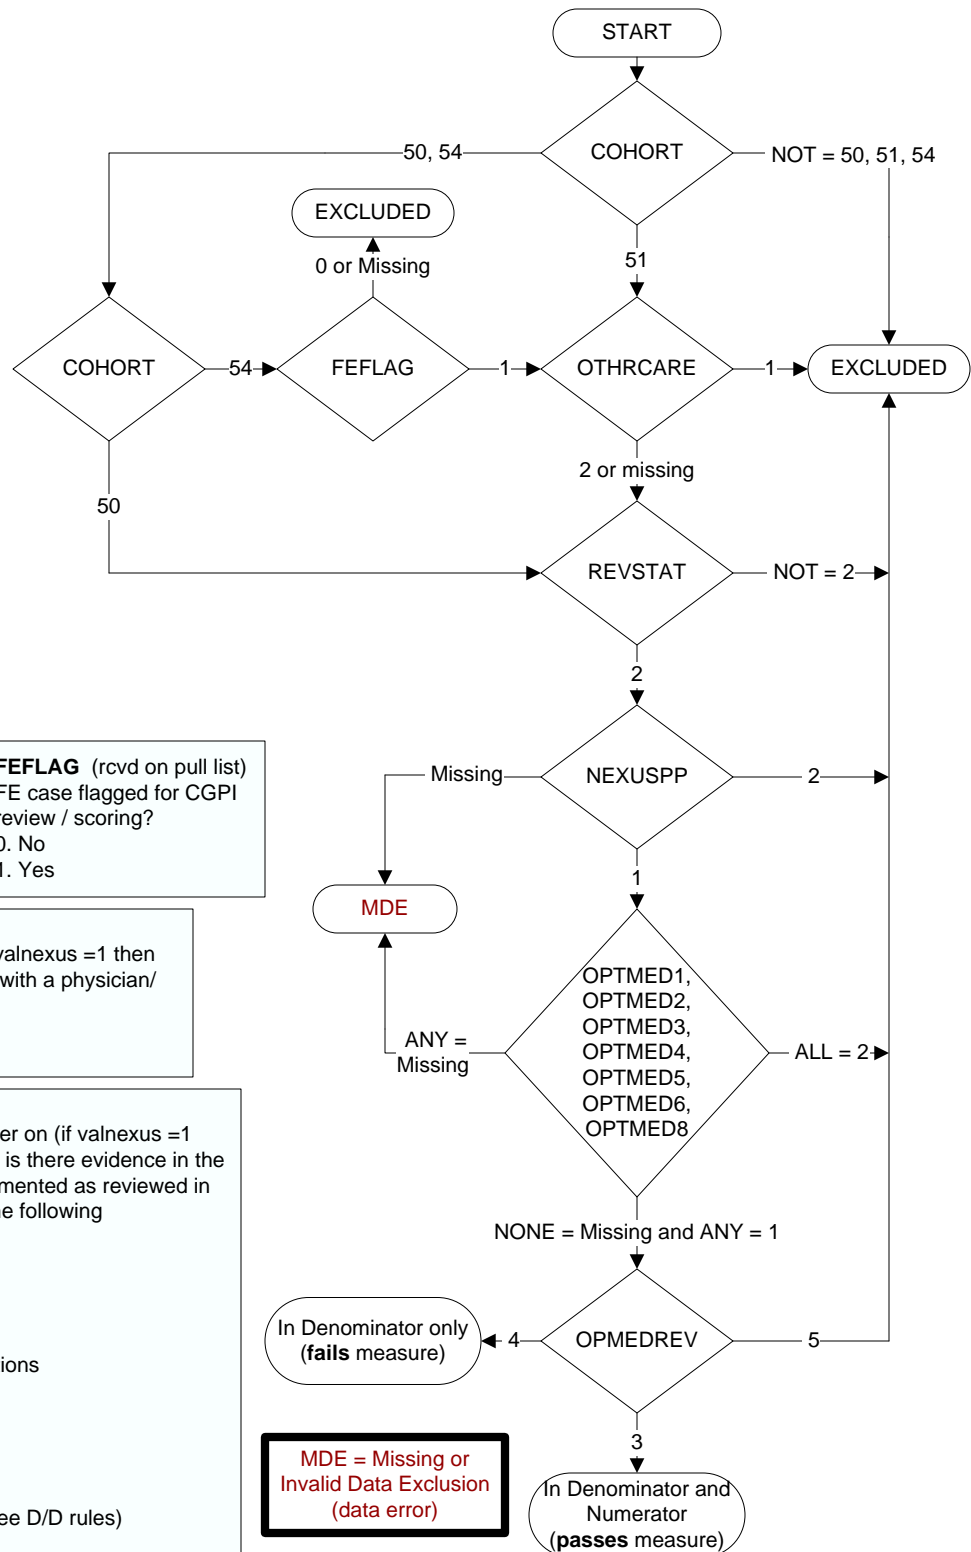 START
COHORT
50, 54
NOT = 50, 51, 54
EXCLUDED
0 or Missing
51
COHORT
54
FEFLAG
1
OTHRCARE
1
EXCLUDED
2 or missing
50
REVSTAT
NOT = 2
2
FEFLAG (rcvd on pull list)
FE case flagged for CGPI
review / scoring?
0. No
1. Yes
Missing
NEXUSPP
2
1
MDE
valnexus =1 then
with a physician/
OPTMED1,
OPTMED2,
OPTMED3,
OPTMED4,
OPTMED5,
OPTMED6,
OPTMED8
ANY =
Missing
ALL = 2
er on (if valnexus =1
is there evidence in the
mented as reviewed in
he following
tions
ee D/D rules)
NONE = Missing and ANY = 1
In Denominator only
(fails measure)
4
OPMEDREV
5
3
MDE = Missing or
Invalid Data Exclusion
(data error)
In Denominator and
Numerator
(passes measure)